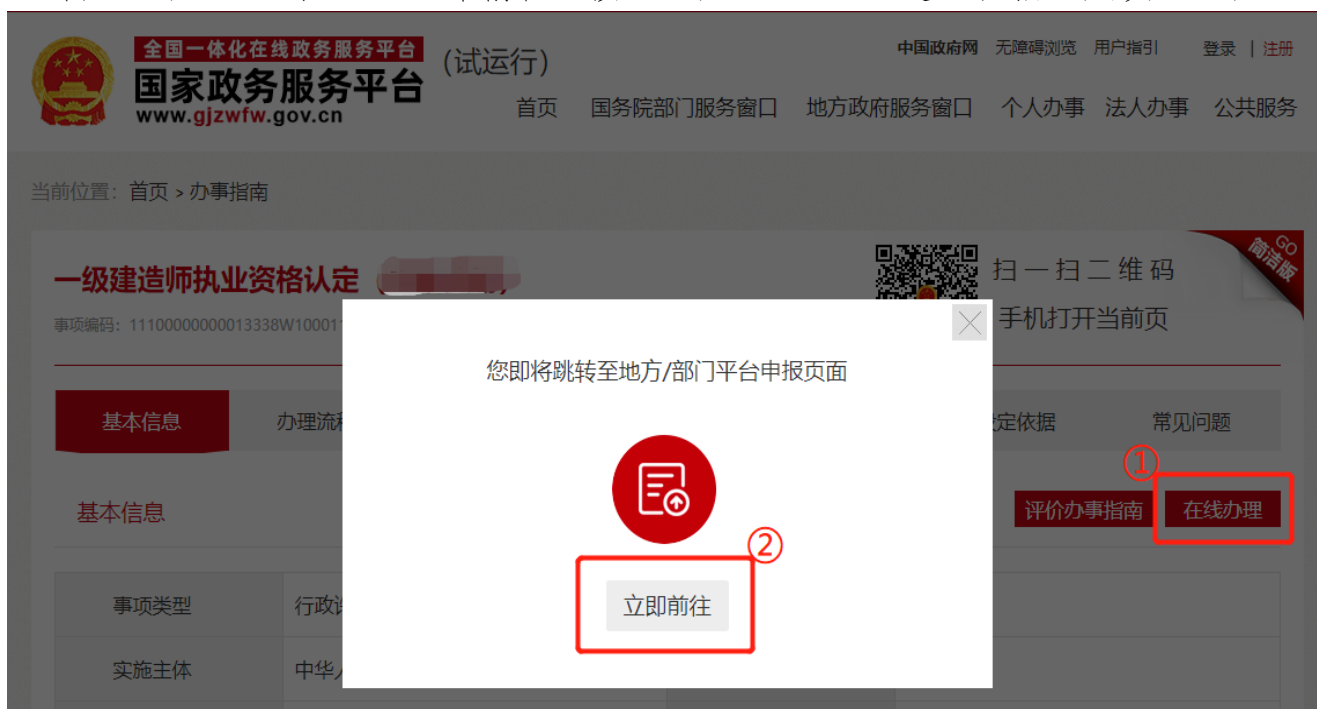 全国一体化在线政务服务平台
国家政务服务平台
www.gjzwfw.gov.cn
(试运行)
中国政府网 无障碍浏览 用户指引 登录 | 注册
首页 国务院部门服务窗口 地方政府服务窗口 个人办事 法人办事 公共服务
当前位置：首页 > 办事指南
一级建造师执业资格认定
扫一扫二维码
手机打开当前页
GO
简洁版
事项编码：11100000000013338W10001
您即将跳转至地方/部门平台申报页面
基本信息 办理流 定依据 常见问题
①
基本信息
评价办事指南 在线办理
②
立即前往
事项类型 行政
实施主体 中华